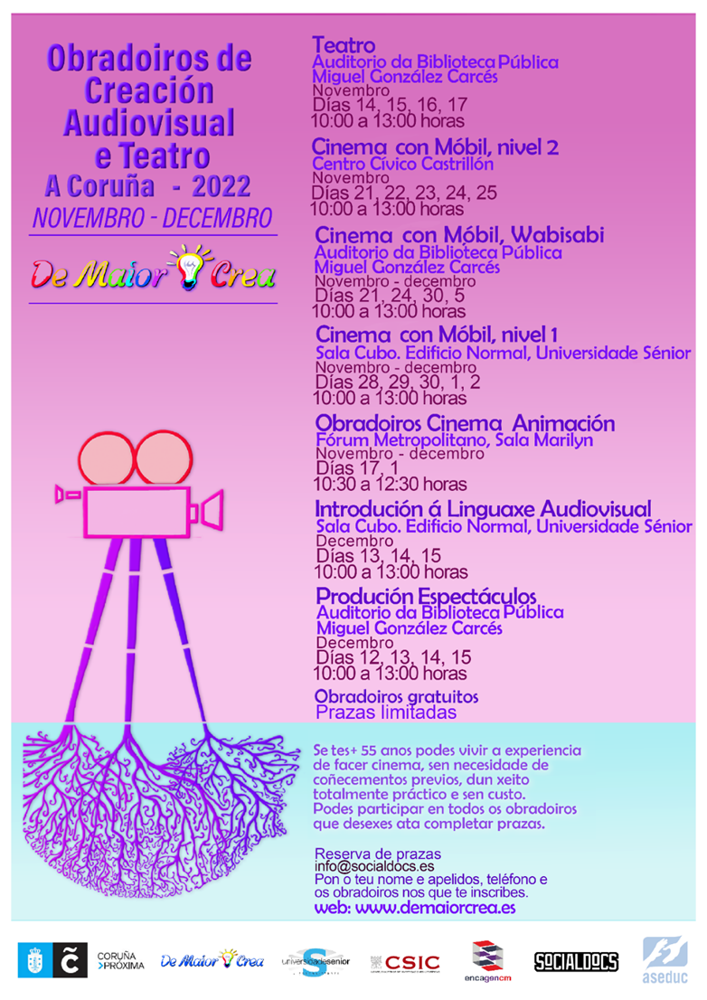 Obradoiros de
Creación
Audiovisual
e Teatro
A Coruña - 2022
NOVEMBRO - DECEMBRO
De Maior Crea
Teatro
Auditorio da Biblioteca Pública
Miguel González Carcés
Novembro
Días 14, 15, 16, 17
10:00 a 13:00 horas
Cinema con Móbil, nivel 2
Centro Cívico Castrillón
Novembro
Días 21, 22, 23, 24, 25
10:00 a 13:00 horas
Cinema con Móbil, Wabisabi
Auditorio da Biblioteca Pública
Miguel González Carcés
Novembro - decembro
Días 21, 24, 30, 5
10:00 a 13:00 horas
Cinema con Móbil, nivel 1
Sala Cubo. Edificio Normal, Universidade Sénior
Novembro - decembro
Días 28, 29, 30, 1, 2
10:00 a 13:00 horas
Obradoiros Cinema Animación
Fórum Metropolitano, Sala Marilyn
Novembro - decembro
Días 17, 1
10:30 a 12:30 horas
Introdución á Linguaxe Audiovisual
Sala Cubo. Edificio Normal, Universidade Sénior
Decembro
Días 13, 14, 15
10:00 a 13:00 horas
Produción Espectáculos
Auditorio da Biblioteca Pública
Miguel González Carcés
Decembro
Días 12, 13, 14, 15
10:00 a 13:00 horas
Obradoiros gratuitos
Prazas limitadas
Se tes+ 55 anos podes vivir a experiencia
de facer cinema, sen necesidade de
coñecementos previos, dun xeito
totalmente práctico e sen custo.
Podes participar en todos os obradoiros
que desexes ata completar prazas.
Reserva de prazas
info@socialdocs.es
Pon o teu nome e apelidos, teléfono e
os obradoiros nos que te inscribes.
web: www.demaiorcrea.es
CORUÑA
>PRÓXIMA
De Maior Crea
universidadesenior
CSIC
encagencm
SOCIALDOCS
aseduc